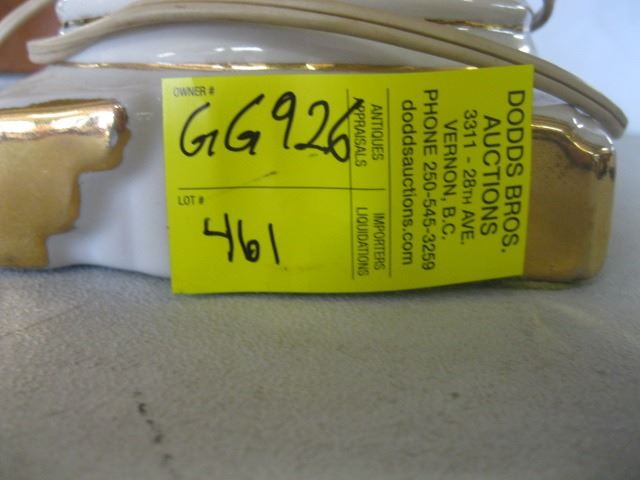 OWNER #
GG926
LOT #
461
ANTIQUES
APPRAISALS
IMPORTERS
LIQUIDATIONS
DODDS BROS.
AUCTIONS
3311 - 28TH AVE.
VERNON, B.C.
PHONE 250-545-3259
doddsauctions.com